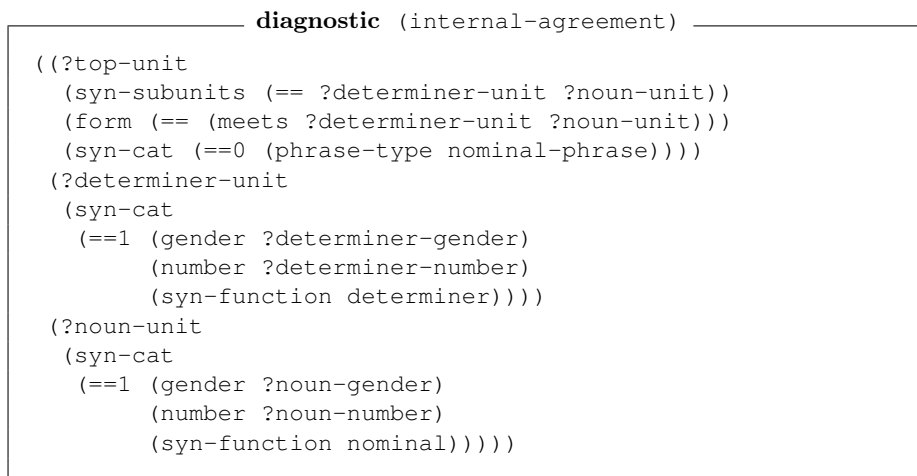 diagnostic (internal-agreement)
((?top-unit
  (syn-subunits (== ?determiner-unit ?noun-unit))
  (form (== (meets ?determiner-unit ?noun-unit)))
  (syn-cat (==0 (phrase-type nominal-phrase))))
 (?determiner-unit
  (syn-cat
   (==1 (gender ?determiner-gender)
        (number ?determiner-number)
        (syn-function determiner))))
 (?noun-unit
  (syn-cat
   (==1 (gender ?noun-gender)
        (number ?noun-number)
        (syn-function nominal)))))